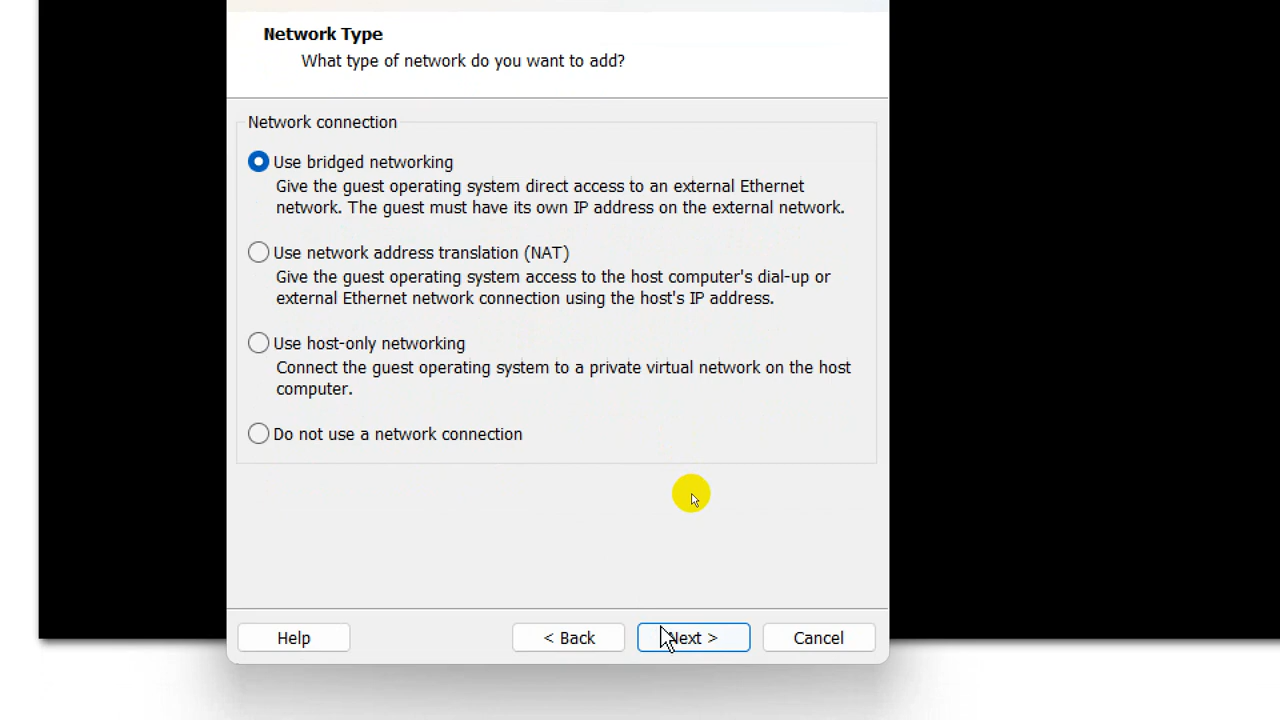 Network Type
What type of network do you want to add?
Network connection
Use bridged networking
Give the guest operating system direct access to an external Ethernet
network. The guest must have its own IP address on the external network.
Use network address translation (NAT)
Give the guest operating system access to the host computer's dial-up or
external Ethernet network connection using the host's IP address.
Use host-only networking
Connect the guest operating system to a private virtual network on the host
computer.
Do not use a network connection
Help
< Back
Next >
Cancel